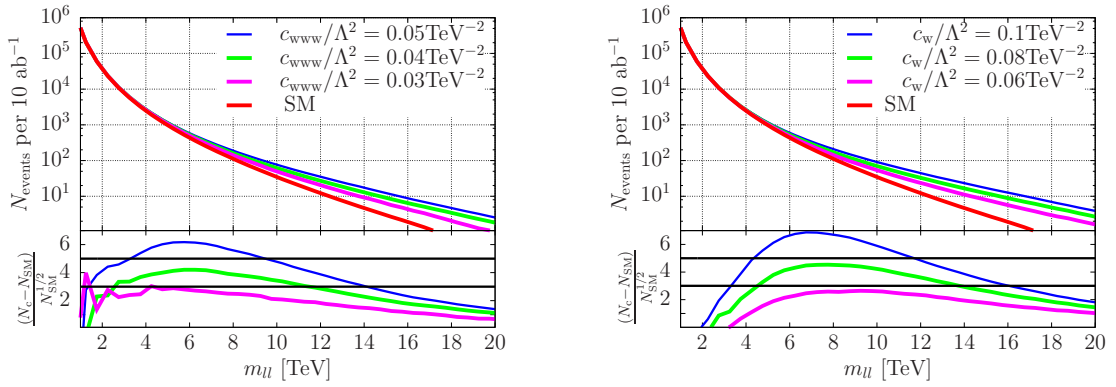 10^6
10^5
10^4
10^3
10^2
10^1
N_events per 10 ab^{-1}
c_www/Λ^2 = 0.05TeV^{-2}
c_www/Λ^2 = 0.04TeV^{-2}
c_www/Λ^2 = 0.03TeV^{-2}
SM
6
4
2
(N_c−N_SM)
N_SM^{1/2}
2 4 6 8 10 12 14 16 18 20
m_ll [TeV]
10^6
10^5
10^4
10^3
10^2
10^1
N_events per 10 ab^{-1}
c_w/Λ^2 = 0.1TeV^{-2}
c_w/Λ^2 = 0.08TeV^{-2}
c_w/Λ^2 = 0.06TeV^{-2}
SM
6
4
2
(N_c−N_SM)
N_SM^{1/2}
2 4 6 8 10 12 14 16 18 20
m_ll [TeV]